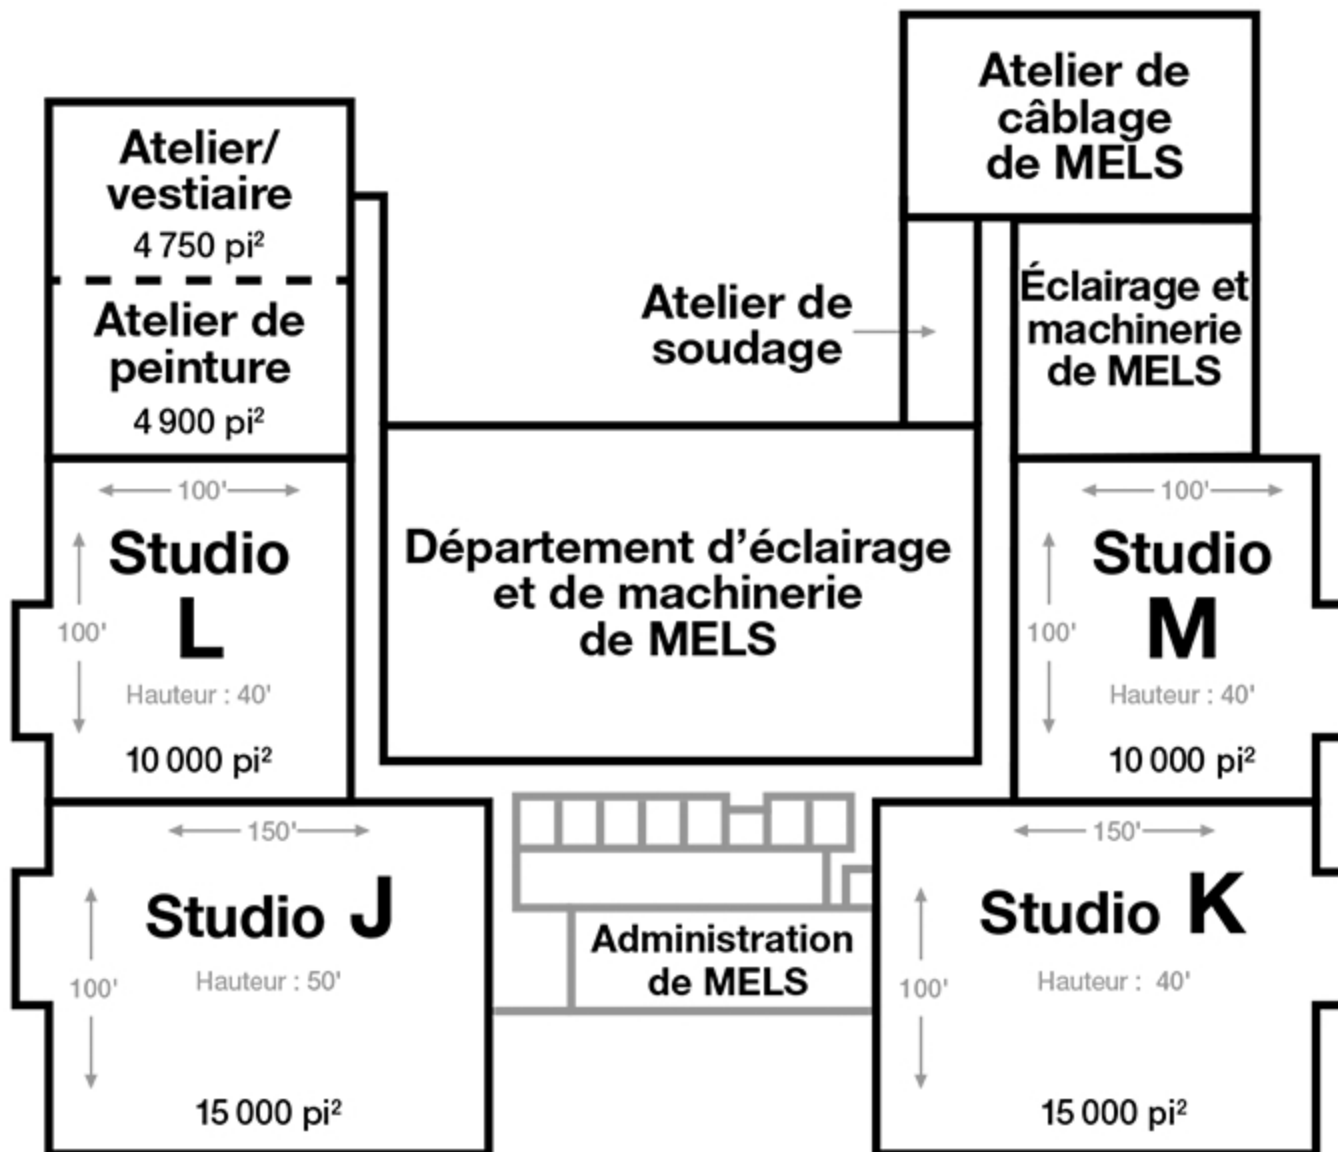 Atelier de
câblage
de MELS
Atelier/
vestiaire
4 750 pi²
Atelier de
peinture
4 900 pi²
Atelier de
soudage
Éclairage et
machinerie
de MELS
100'
Studio
L
100'
Hauteur : 40'
10 000 pi²
Département d’éclairage
et de machinerie
de MELS
100'
Studio
M
100'
Hauteur : 40'
10 000 pi²
150'
Studio J
Hauteur : 50'
100'
15 000 pi²
Administration
de MELS
150'
Studio K
Hauteur : 40'
100'
15 000 pi²